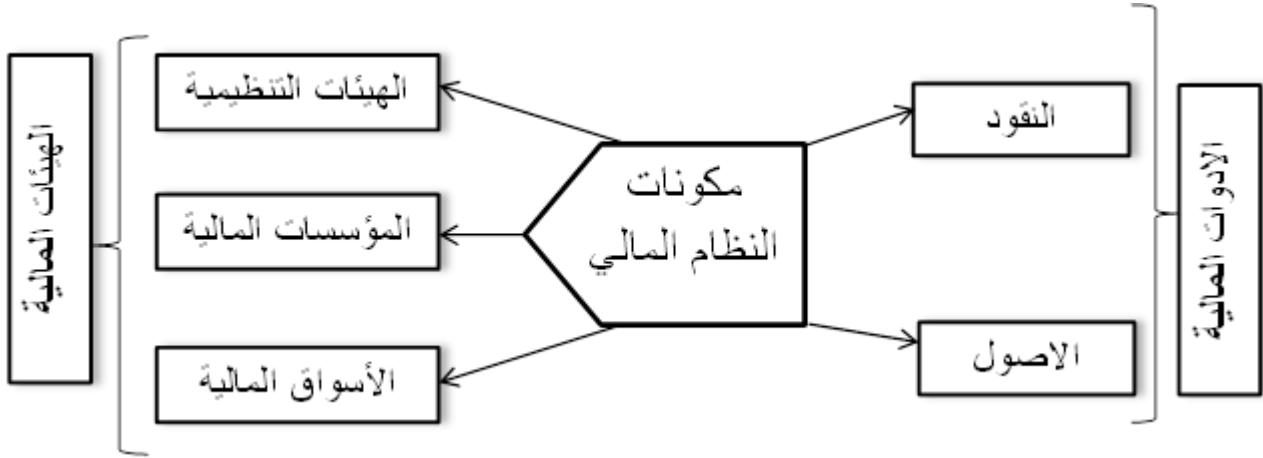 الادوات المالية
النقود
الاصول
مكونات
النظام المالي
الهيئات التنظيمية
المؤسسات المالية
الأسواق المالية
الهيئات المالية